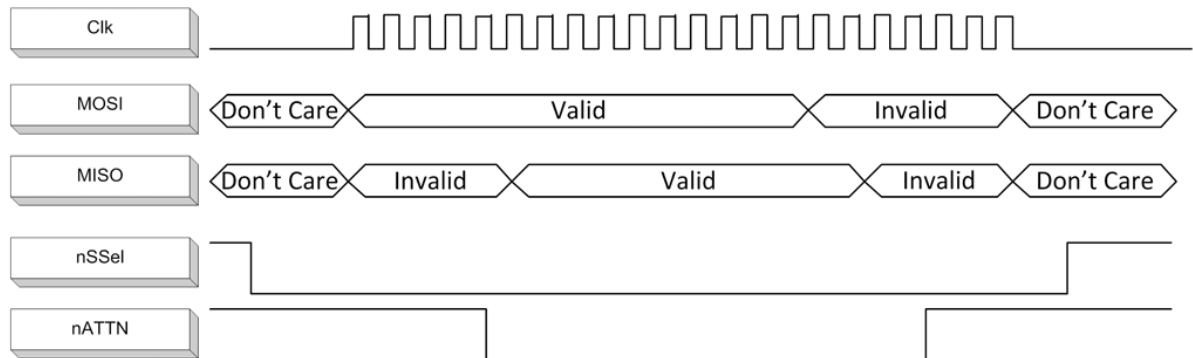 Clk
MOSI Don't Care Valid Invalid Don't Care
MISO Don't Care Invalid Valid Invalid Don't Care
nSSel
nATTN